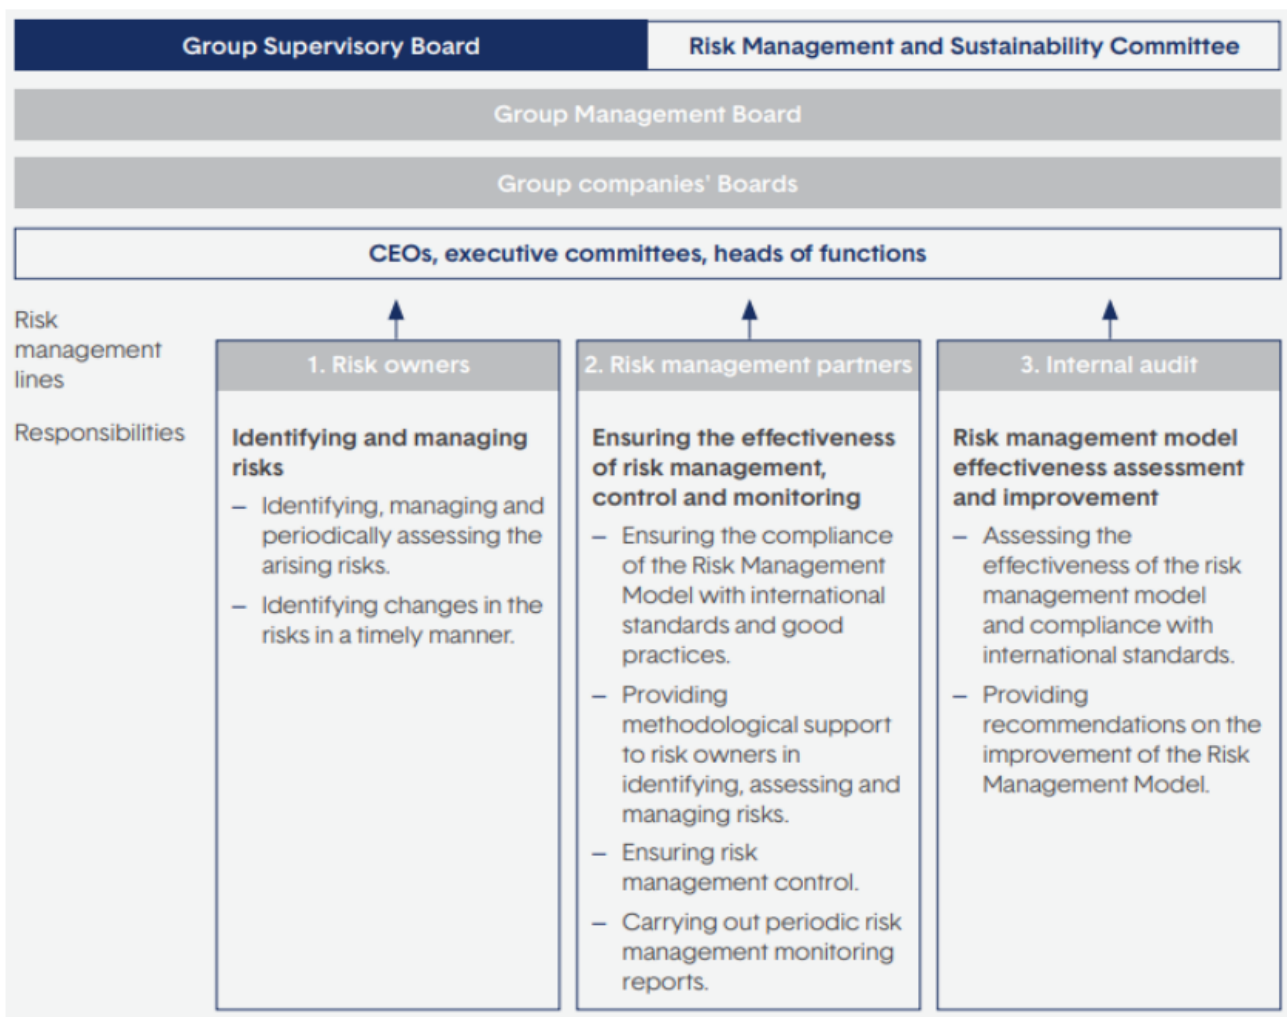 Group Supervisory Board
Risk Management and Sustainability Committee
Group Management Board
Group companies' Boards
CEOs, executive committees, heads of functions
Risk
management
lines
1. Risk owners
2. Risk management partners
3. Internal audit
Responsibilities
Identifying and managing
risks
– Identifying, managing and
periodically assessing the
arising risks.
– Identifying changes in the
risks in a timely manner.
Ensuring the effectiveness
of risk management,
control and monitoring
– Ensuring the compliance
of the Risk Management
Model with international
standards and good
practices.
– Providing
methodological support
to risk owners in
identifying, assessing and
managing risks.
– Ensuring risk
management control.
– Carrying out periodic risk
management monitoring
reports.
Risk management model
effectiveness assessment
and improvement
– Assessing the
effectiveness of the risk
management model
and compliance with
international standards.
– Providing
recommendations on the
improvement of the Risk
Management Model.